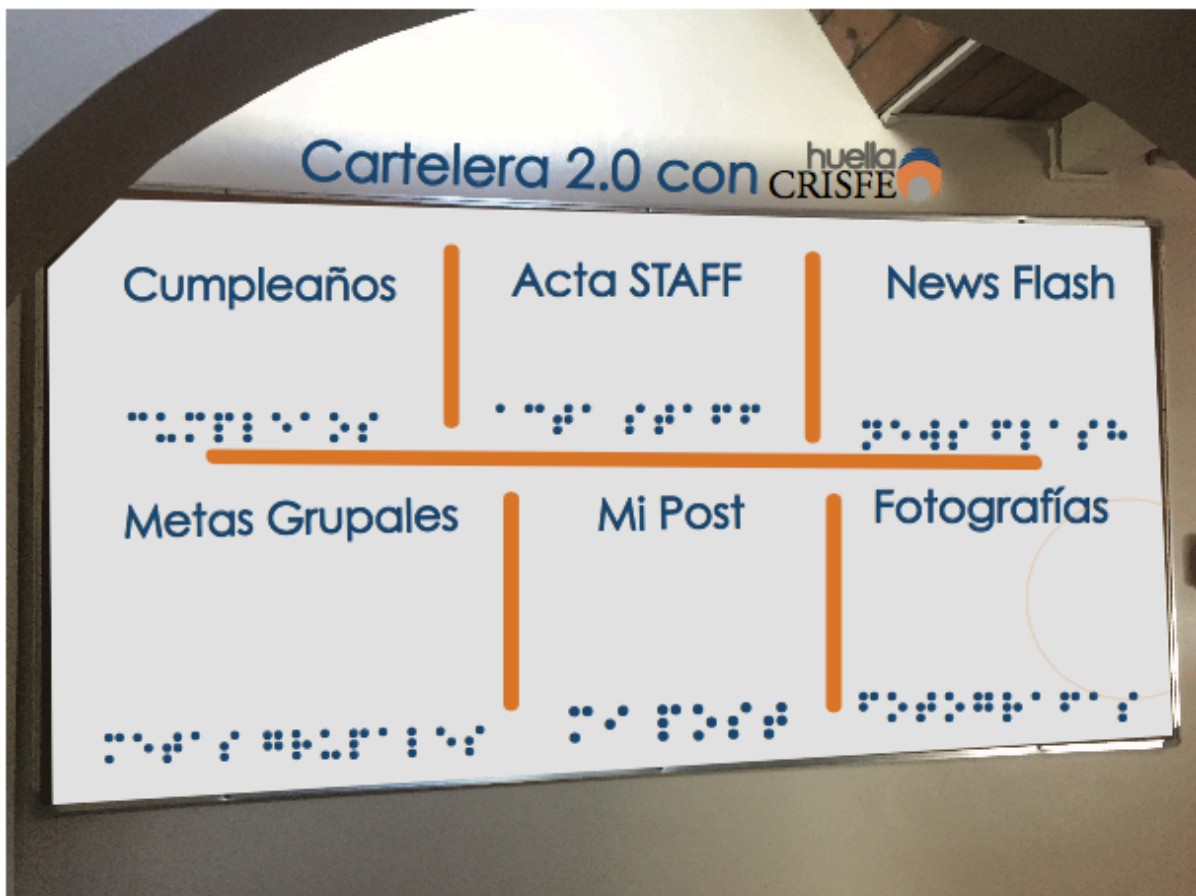 Cartelera 2.0 con huella CRISFE
Cumpleaños
⠉⠥⠍⠏⠇⠑⠁⠕⠎
Acta STAFF
⠁⠉⠞⠁ ⠎⠞⠁⠋⠋
News Flash
⠝⠑⠺⠎ ⠋⠇⠁⠎⠓
Metas Grupales
⠍⠑⠞⠁⠎ ⠛⠗⠥⠏⠁⠇⠑⠎
Mi Post
⠍⠊ ⠏⠕⠎⠞
Fotografías
⠋⠕⠞⠕⠛⠗⠁⠋⠁⠎